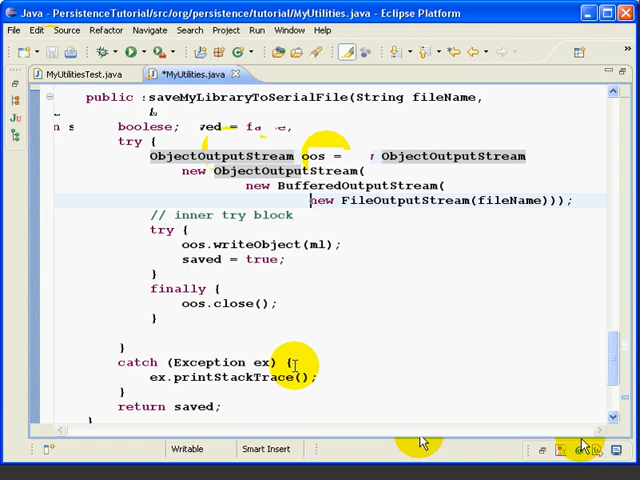 Java - PersistenceTutorial/src/org/persistence/tutorial/MyUtilities.java - Eclipse Platform
File Edit Source Refactor Navigate Search Project Run Window Help
MyUtilitiesTest.java *MyUtilities.java
public saveMyLibraryToSerialFile(String fileName,
try {
ObjectOutputStream oos = ObjectOutputStream
new ObjectOutputStream(
new BufferedOutputStream(
new FileOutputStream(fileName)));
// inner try block
try {
oos.writeObject(ml);
saved = true;
}
finally {
oos.close();
}
}
catch (Exception ex) {
ex.printStackTrace();
}
return saved;
}
Writable Smart Insert